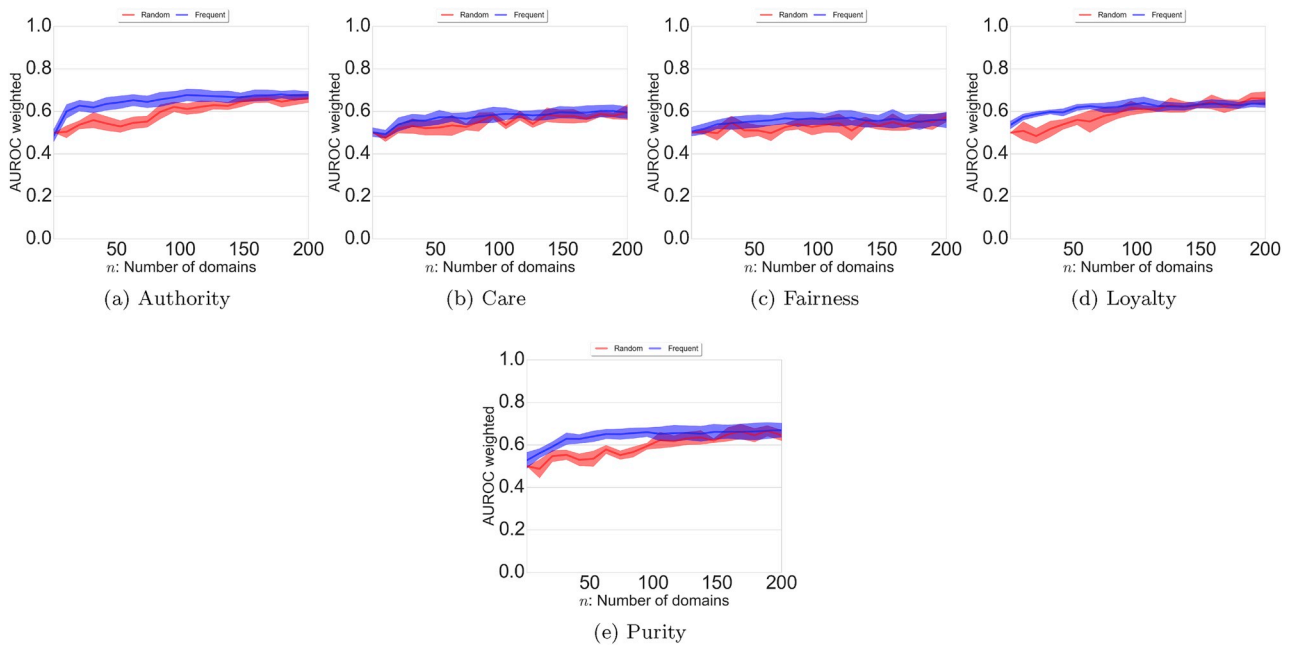 Random Frequent
AUROC weighted
1.0
0.8
0.6
0.4
0.2
0.0
50 100 150 200
n: Number of domains
(a) Authority
Random Frequent
AUROC weighted
1.0
0.8
0.6
0.4
0.2
0.0
50 100 150 200
n: Number of domains
(b) Care
Random Frequent
AUROC weighted
1.0
0.8
0.6
0.4
0.2
0.0
50 100 150 200
n: Number of domains
(c) Fairness
Random Frequent
AUROC weighted
1.0
0.8
0.6
0.4
0.2
0.0
50 100 150 200
n: Number of domains
(d) Loyalty
Random Frequent
AUROC weighted
1.0
0.8
0.6
0.4
0.2
0.0
50 100 150 200
n: Number of domains
(e) Purity